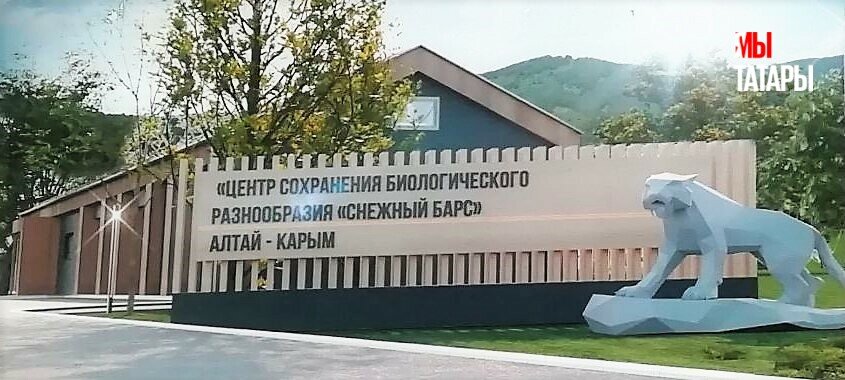 МЫ
ТАТАРЫ
«ЦЕНТР СОХРАНЕНИЯ БИОЛОГИЧЕСКОГО
РАЗНООБРАЗИЯ «СНЕЖНЫЙ БАРС»
АЛТАЙ - КАРЫМ